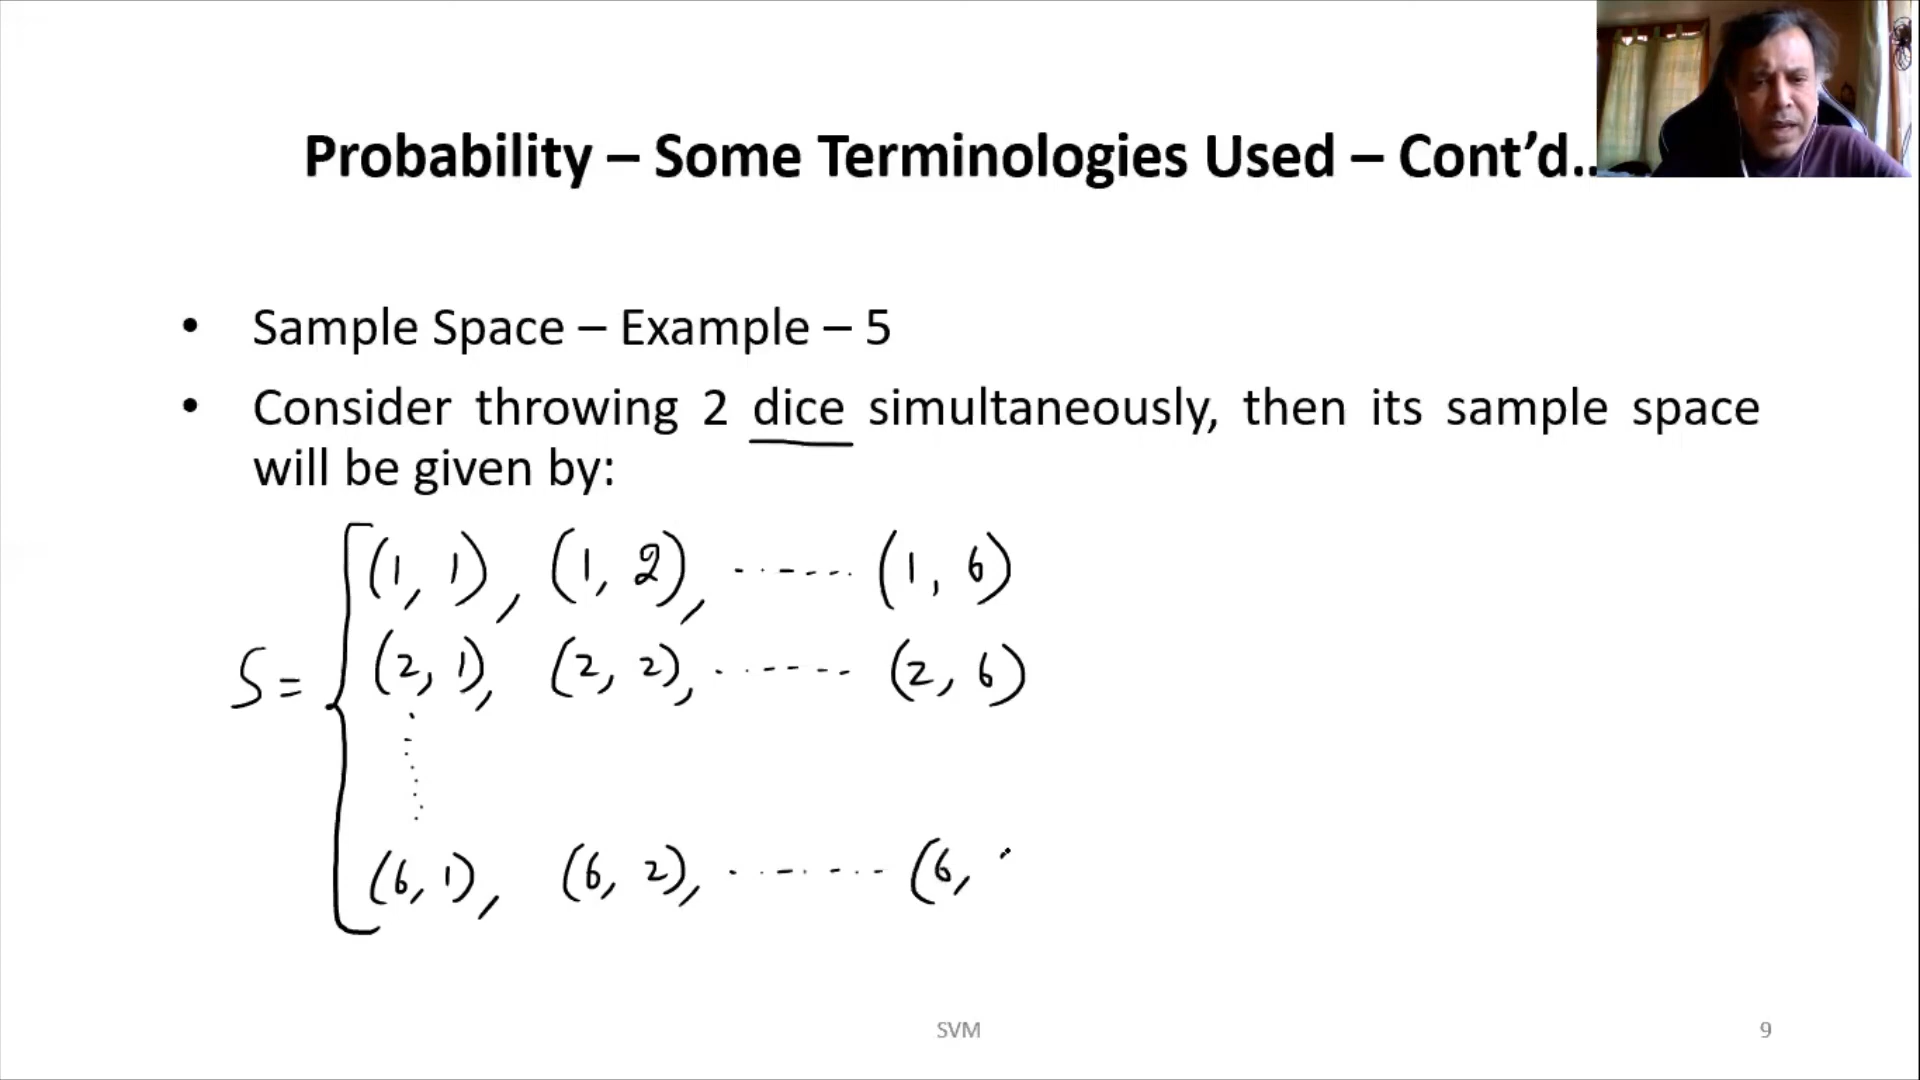 Probability – Some Terminologies Used – Cont’d..
• Sample Space – Example – 5
• Consider throwing 2 dice simultaneously, then its sample space
will be given by:
(1, 1), (1, 2), ....... (1, 6)
S = { (2, 1), (2, 2), ....... (2, 6)
(6, 1), (6, 2), ........ (6,
SVM 9